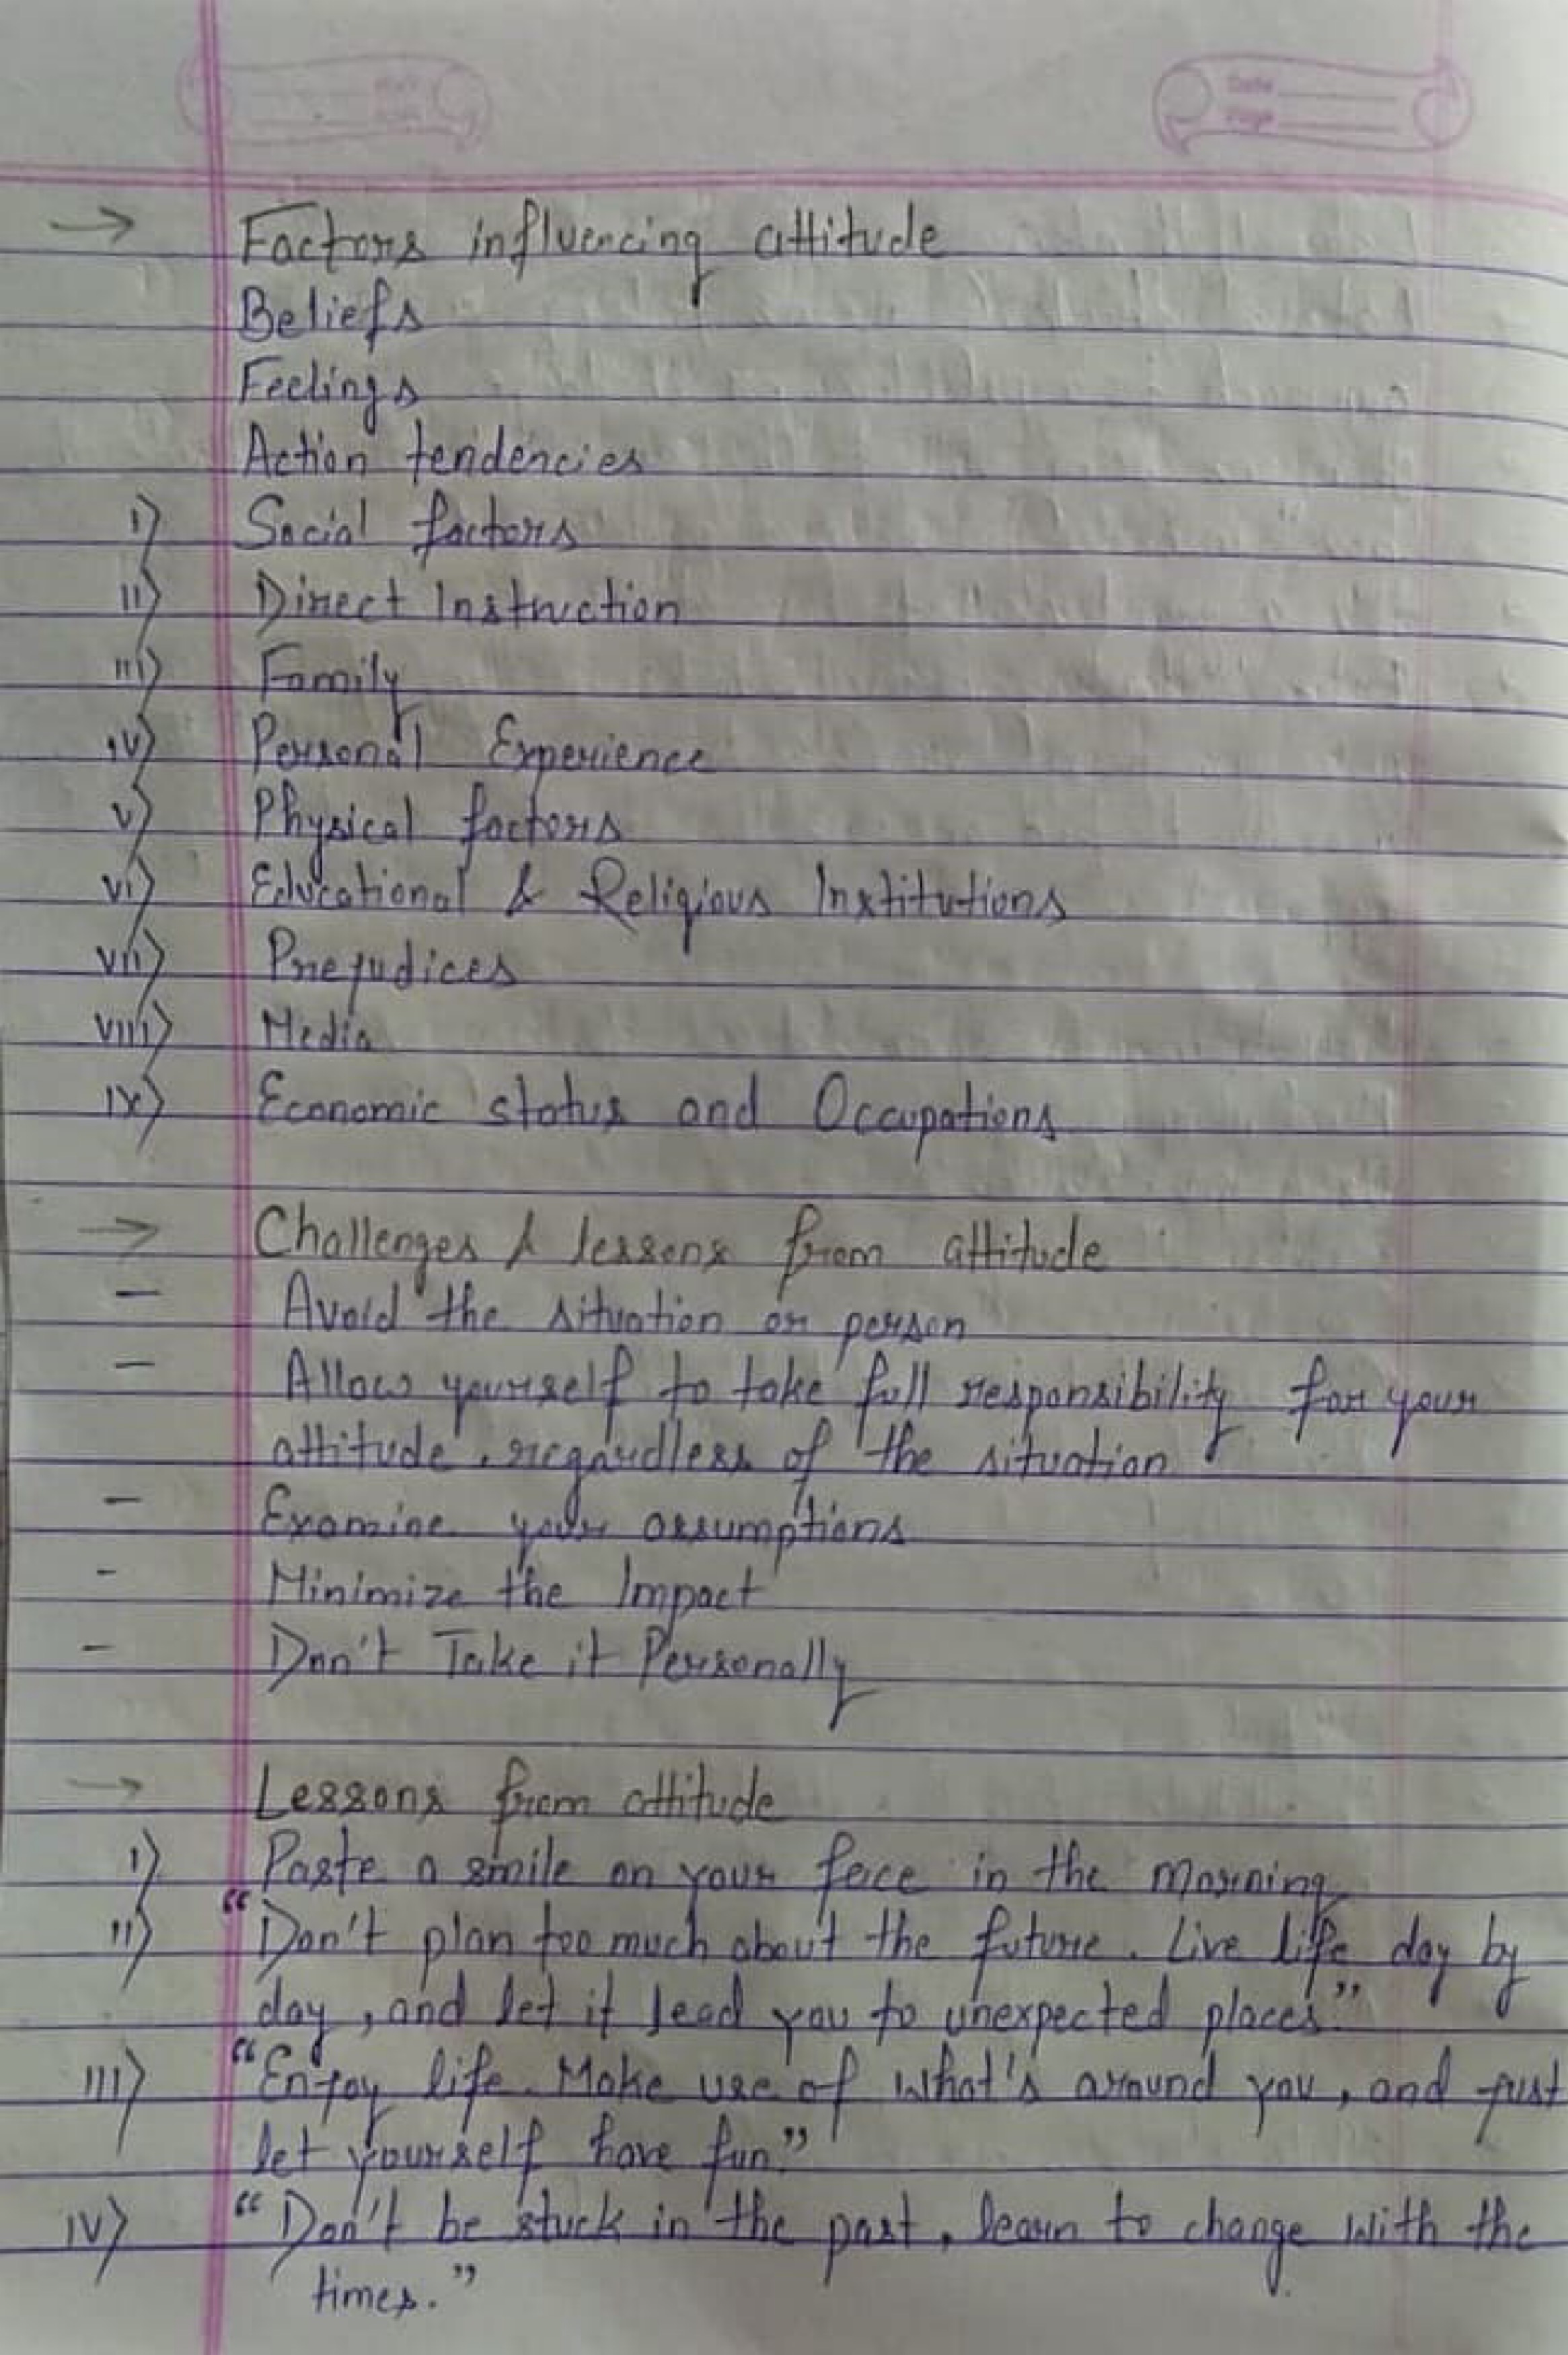 Date
Page
→ Factors influencing attitude
Beliefs
Feelings
Action tendencies
i) Social factors
ii) Direct Instruction
iii) Family
iv) Personal Experience
v) Physical factors
vi) Educational & Religious Institutions
vii) Prejudices
viii) Media
ix) Economic status and Occupations
→ Challenges & lessons from attitude
- Avoid the situation or person
- Allow yourself to take full responsibility for your
attitude, regardless of the situation
- Examine your assumptions
- Minimize the Impact
- Don't Take it Personally
→ Lessons from attitude
i) Paste a smile on your face in the morning
ii) "Don't plan too much about the future. Live life day by
day, and let it lead you to unexpected places"
iii) "Enjoy life. Make use of what's around you, and just
let yourself have fun."
iv) "Don't be stuck in the past, learn to change with the
times."